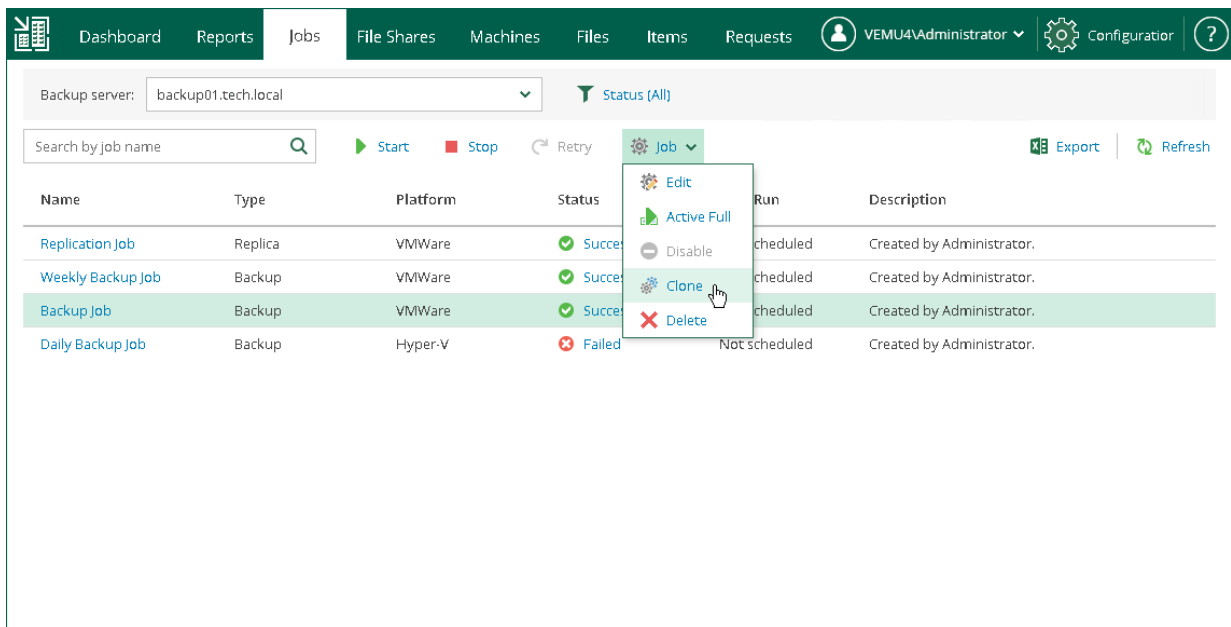 Dashboard Reports Jobs File Shares Machines Files Items Requests VEMU4\Administrator Configuration ?
Backup server: backup01.tech.local Status (All)
Search by job name Start Stop Retry Job Export Refresh
Edit
Name Type Platform Status Run Description
Active Full
Replication Job Replica VMWare Succes cheduled Created by Administrator.
Disable
Weekly Backup Job Backup VMWare Succes cheduled Created by Administrator.
Clone
Backup Job Backup VMWare Succes cheduled Created by Administrator.
Delete
Daily Backup Job Backup Hyper-V Failed Not scheduled Created by Administrator.